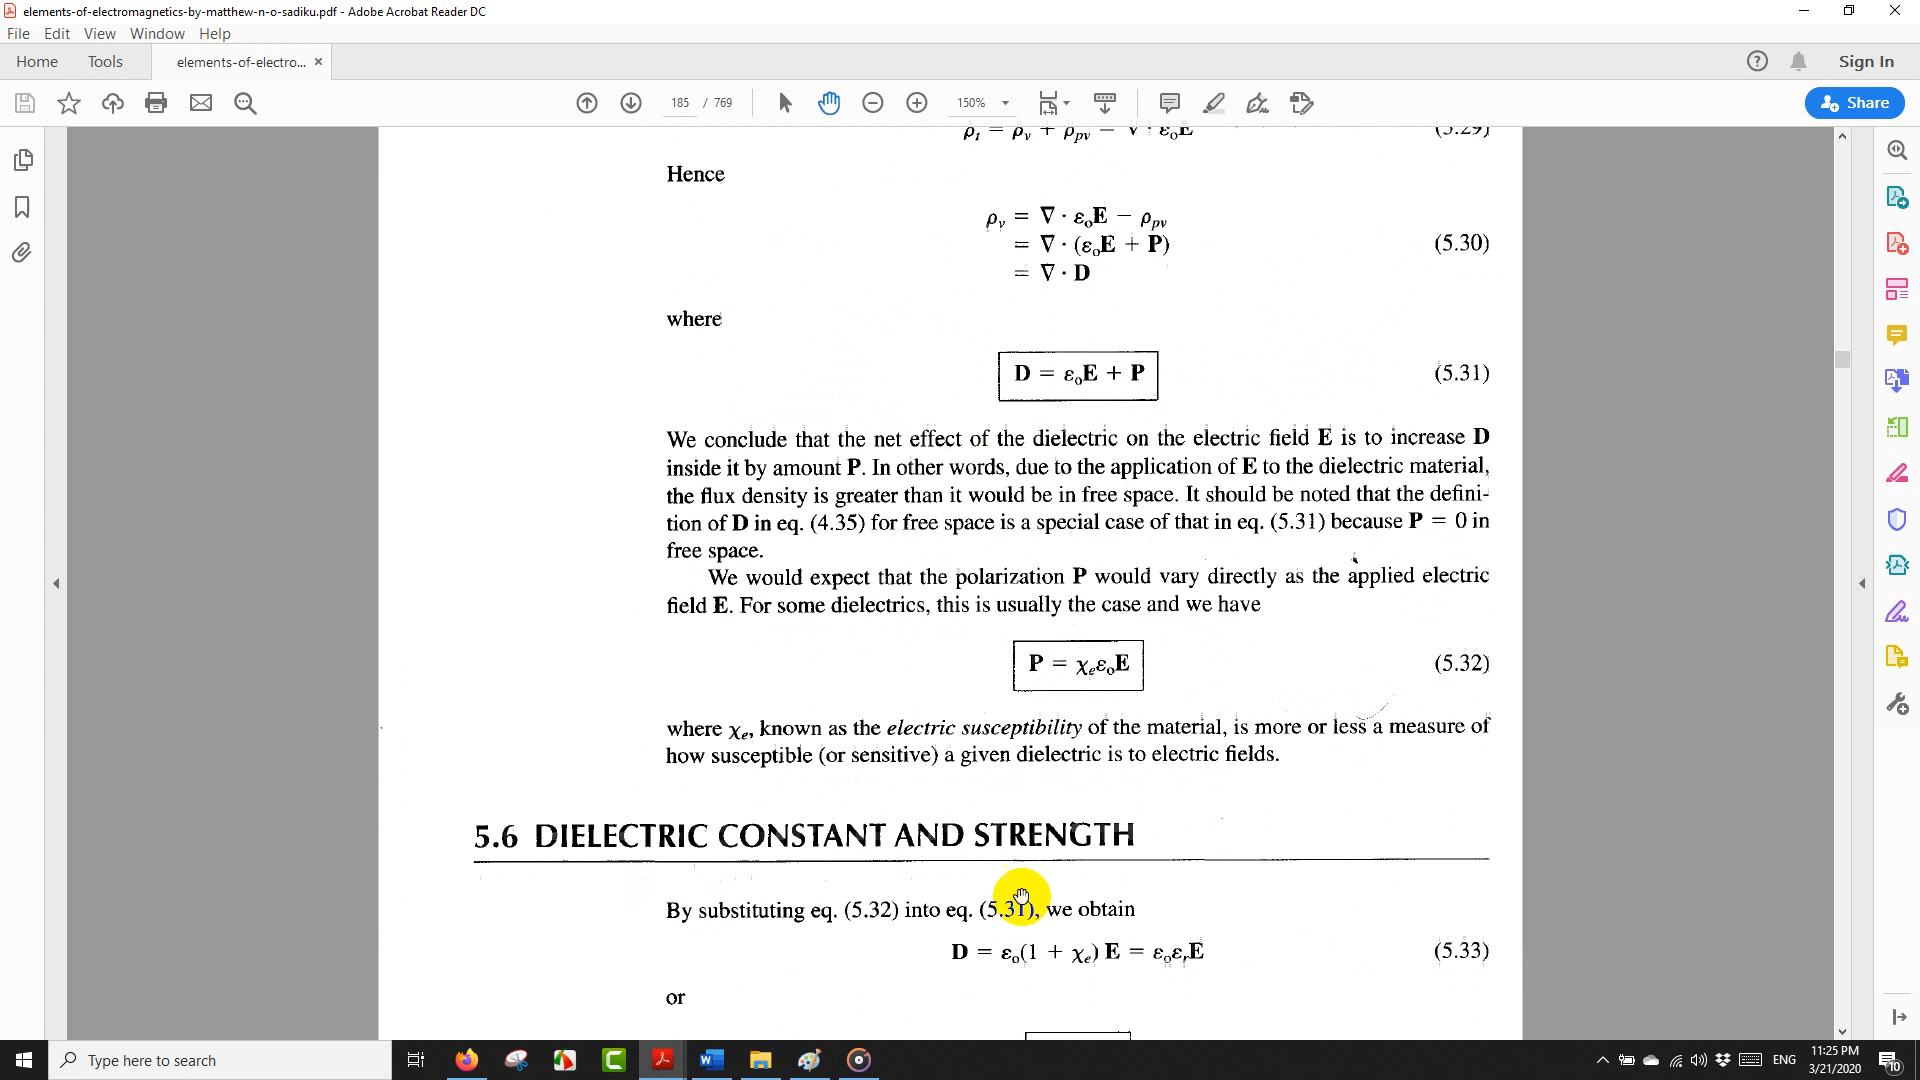 elements-of-electromagnetics-by-matthew-n-o-sadiku.pdf - Adobe Acrobat Reader DC
File Edit View Window Help
Home Tools elements-of-electro... × Sign In
185 / 769 150% Share
ρₜ = ρᵥ + ρₚᵥ = ∇ · εₒE (5.29)
Hence
ρᵥ = ∇ · εₒE − ρₚᵥ
= ∇ · (εₒE + P) (5.30)
= ∇ · D
where
D = εₒE + P (5.31)
We conclude that the net effect of the dielectric on the electric field E is to increase D
inside it by amount P. In other words, due to the application of E to the dielectric material,
the flux density is greater than it would be in free space. It should be noted that the defini-
tion of D in eq. (4.35) for free space is a special case of that in eq. (5.31) because P = 0 in
free space.
We would expect that the polarization P would vary directly as the applied electric
field E. For some dielectrics, this is usually the case and we have
P = χₑεₒE (5.32)
where χₑ, known as the electric susceptibility of the material, is more or less a measure of
how susceptible (or sensitive) a given dielectric is to electric fields.
5.6 DIELECTRIC CONSTANT AND STRENGTH
By substituting eq. (5.32) into eq. (5.31), we obtain
D = εₒ(1 + χₑ) E = εₒεᵣE (5.33)
or
Type here to search
ENG
11:25 PM
3/21/2020
10